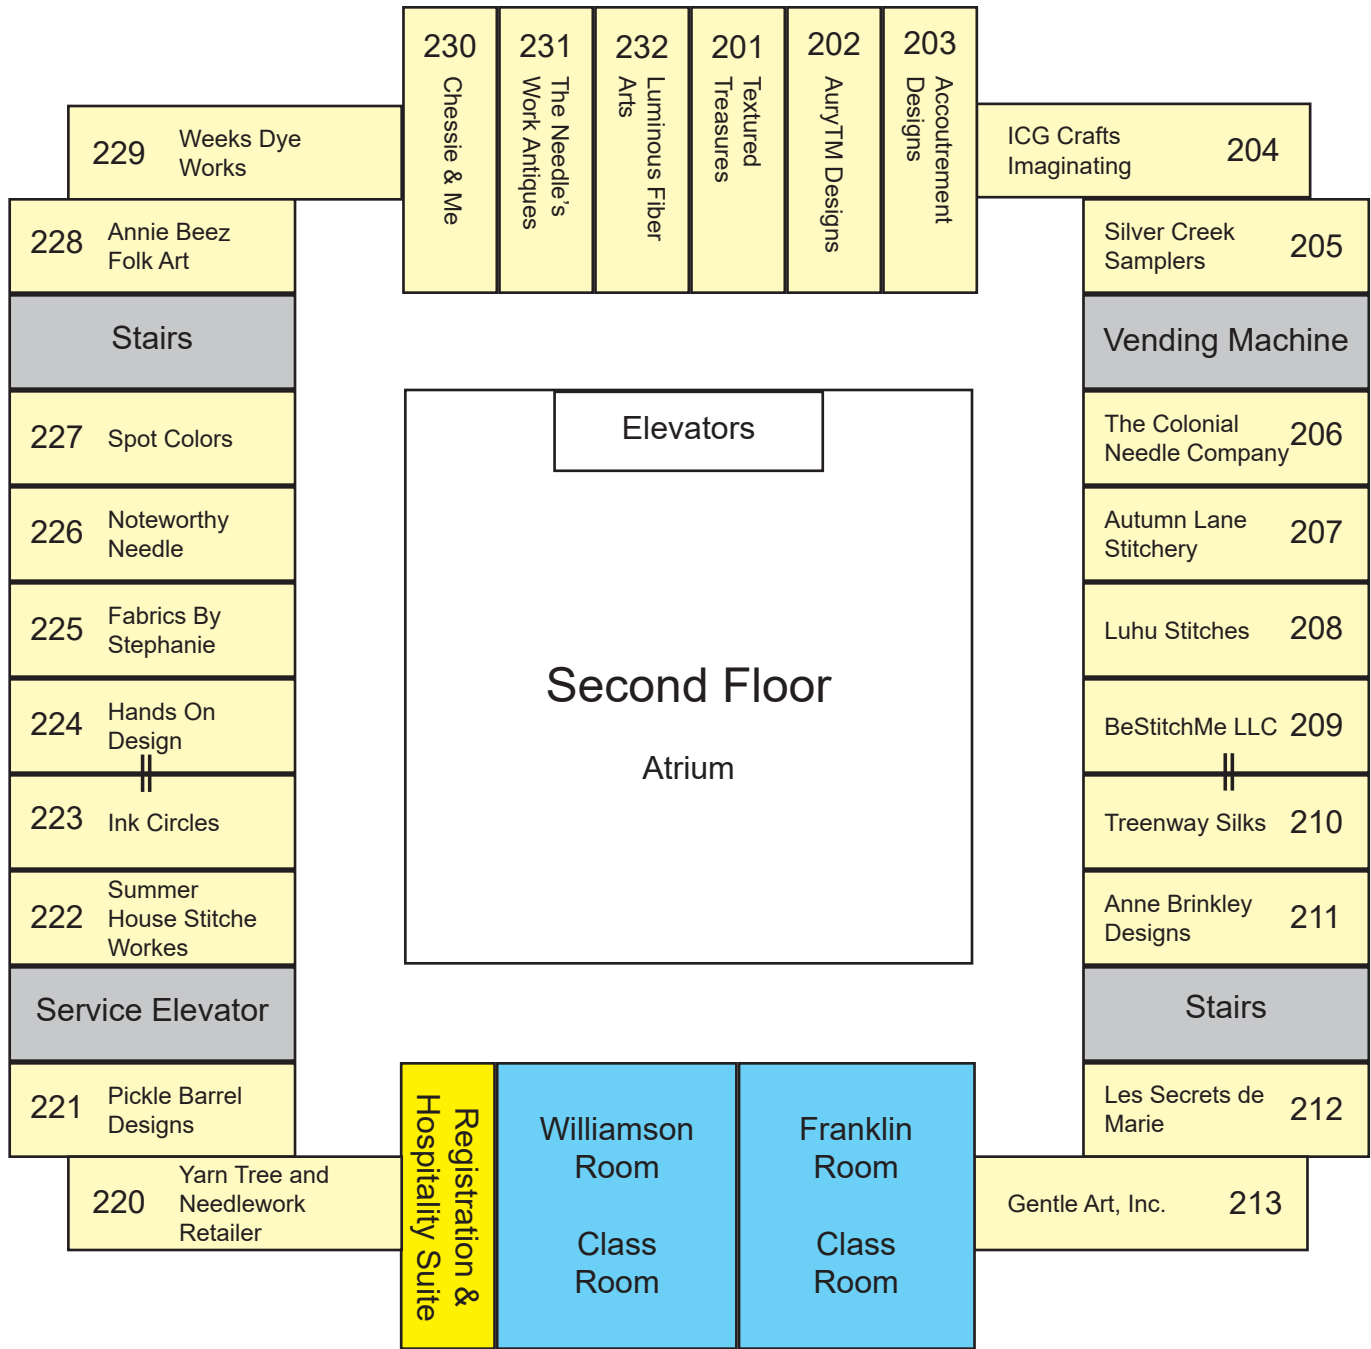 230
Chessie & Me
231
The Needle's
Work Antiques
232
Luminous Fiber
Arts
201
Textured
Treasures
202
AuryTM Designs
203
Accoutrement
Designs
229
Weeks Dye
Works
ICG Crafts
Imaginating
204
228
Annie Beez
Folk Art
Silver Creek
Samplers
205
Stairs
Vending Machine
Elevators
227
Spot Colors
The Colonial
Needle Company
206
226
Noteworthy
Needle
Autumn Lane
Stitchery
207
225
Fabrics By
Stephanie
Luhu Stitches
208
Second Floor
Atrium
224
Hands On
Design
BeStitchMe LLC
209
223
Ink Circles
Treenway Silks
210
222
Summer
House Stitche
Workes
Anne Brinkley
Designs
211
Service Elevator
Stairs
221
Pickle Barrel
Designs
Les Secrets de
Marie
212
220
Yarn Tree and
Needlework
Retailer
Registration &
Hospitality Suite
Williamson
Room
Class
Room
Franklin
Room
Class
Room
Gentle Art, Inc.
213